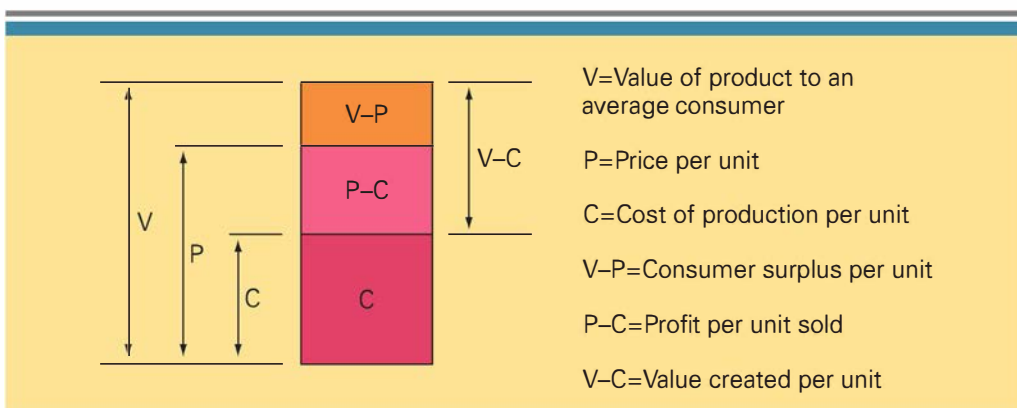 V–P
P–C
C
V
P
C
V–C
V=Value of product to an
average consumer
P=Price per unit
C=Cost of production per unit
V–P=Consumer surplus per unit
P–C=Profit per unit sold
V–C=Value created per unit